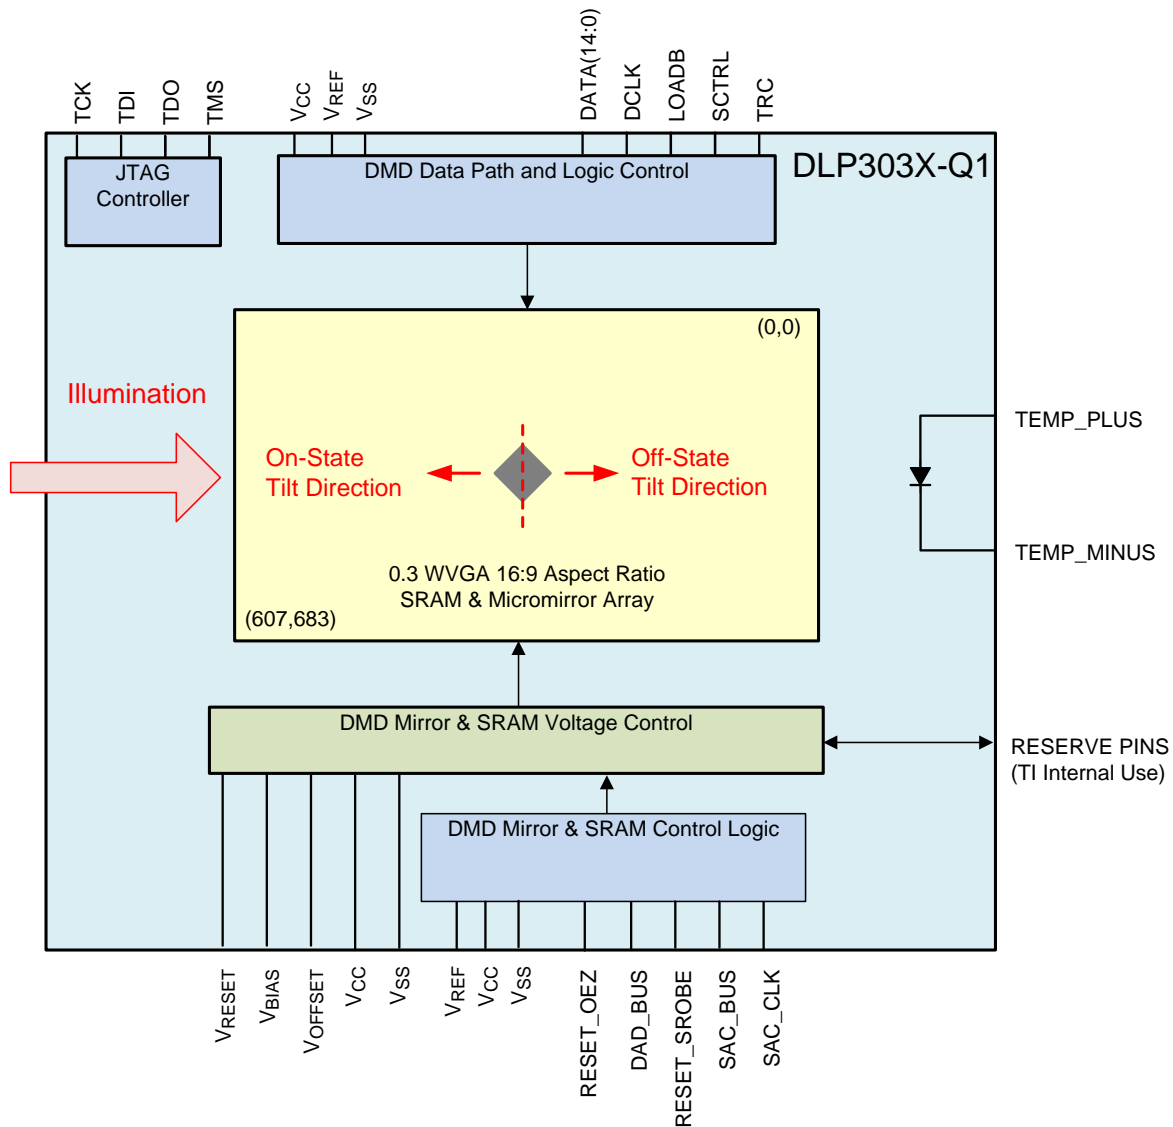 TCK
TDI
TDO
TMS
VCC
VREF
VSS
DATA(14:0)
DCLK
LOADB
SCTRL
TRC
JTAG
Controller
DMD Data Path and Logic Control
DLP303X-Q1
(0,0)
Illumination
On-State
Tilt Direction
Off-State
Tilt Direction
TEMP_PLUS
TEMP_MINUS
0.3 WVGA 16:9 Aspect Ratio
SRAM & Micromirror Array
(607,683)
DMD Mirror & SRAM Voltage Control
RESERVE PINS
(TI Internal Use)
DMD Mirror & SRAM Control Logic
VRESET
VBIAS
VOFFSET
VCC
VSS
VREF
VCC
VSS
RESET_OEZ
DAD_BUS
RESET_SROBE
SAC_BUS
SAC_CLK